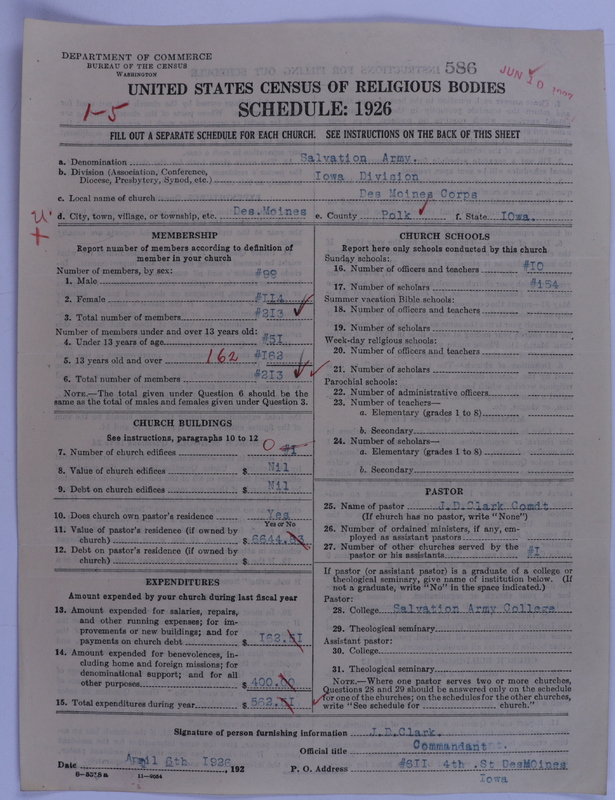 DEPARTMENT OF COMMERCE
BUREAU OF THE CENSUS
WASHINGTON
586
JUN 10
UNITED STATES CENSUS OF RELIGIOUS BODIES
1-5
SCHEDULE: 1926
FILL OUT A SEPARATE SCHEDULE FOR EACH CHURCH. SEE INSTRUCTIONS ON THE BACK OF THIS SHEET
a. Denomination Salvation Army.
b. Division (Association, Conference, Diocese, Presbytery, Synod, etc.) Iowa Division
c. Local name of church Des Moines Corps
d. City, town, village, or township, etc. Des.Moines e. County Polk f. State IOwa.
MEMBERSHIP
Report number of members according to definition of
member in your church
Number of members, by sex:
1. Male #99
2. Female #114
3. Total number of members #213
Number of members under and over 13 years old:
4. Under 13 years of age #51
5. 13 years old and over 162 #162
6. Total number of members #213
NOTE.—The total given under Question 6 should be
same as the total of males and females given under Question 3.
CHURCH BUILDINGS
See instructions, paragraphs 10 to 12
7. Number of church edifices 0 #1
8. Value of church edifices $ Nil
9. Debt on church edifices $ Nil
10. Does church own pastor's residence Yes
Yes or No
11. Value of pastor's residence (if owned by
church) $ 6644.53
12. Debt on pastor's residence (if owned by
church) $
EXPENDITURES
Amount expended by your church during last fiscal year
13. Amount expended for salaries, repairs,
and other running expenses; for im-
provements or new buildings; and for
payments on church debt $ 162.51
14. Amount expended for benevolences, in-
cluding home and foreign missions; for
denominational support; and for all
other purposes $ 400.00
15. Total expenditures during year $ 562.51
CHURCH SCHOOLS
Report here only schools conducted by this church
Sunday schools:
16. Number of officers and teachers #10
17. Number of scholars #154
Summer vacation Bible schools:
18. Number of officers and teachers
19. Number of scholars
Week-day religious schools:
20. Number of officers and teachers
21. Number of scholars
Parochial schools:
22. Number of administrative officers
23. Number of teachers—
a. Elementary (grades 1 to 8)
b. Secondary
24. Number of scholars—
a. Elementary (grades 1 to 8)
b. Secondary
PASTOR
25. Name of pastor J.D.Clark Comdt
(If church has no pastor, write "None")
26. Number of ordained ministers, if any, em-
ployed as assistant pastors
27. Number of other churches served by the
pastor or his assistants #1
If pastor (or assistant pastor) is a graduate of a college or
theological seminary, give name of institution below. (If
not a graduate, write "No" in the space indicated.)
Pastor:
28. College Salvation Army College
29. Theological seminary
Assistant pastor:
30. College
31. Theological seminary
NOTE.—Where one pastor serves two or more churches,
Questions 28 and 29 should be answered only on the schedule
for one of the churches; on the schedules for the other churches,
write "See schedule for church."
Signature of person furnishing information J.D.Clark.
Official title Commandant
Date April 6th 1926, 192 P. O. Address #811 4th .St DesMOines
Iowa
8-5318a 11-9084